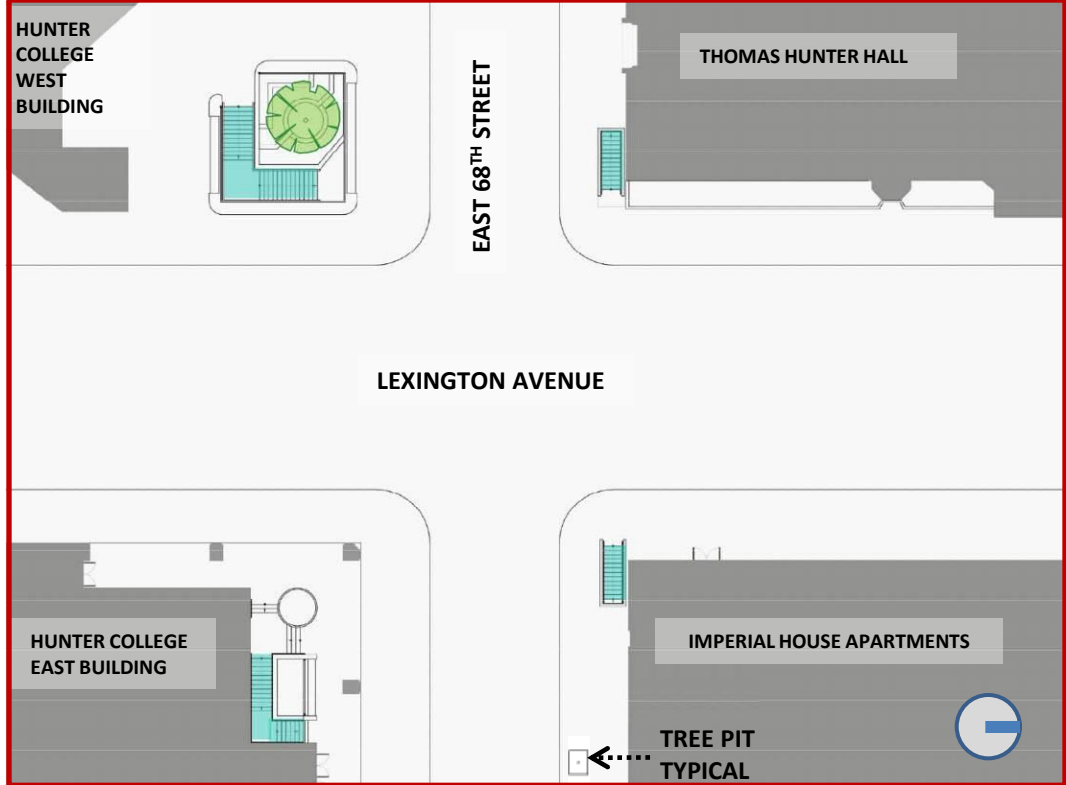 HUNTER
COLLEGE
WEST
BUILDING
THOMAS HUNTER HALL
EAST 68TH STREET
LEXINGTON AVENUE
HUNTER COLLEGE
EAST BUILDING
IMPERIAL HOUSE APARTMENTS
TREE PIT
TYPICAL